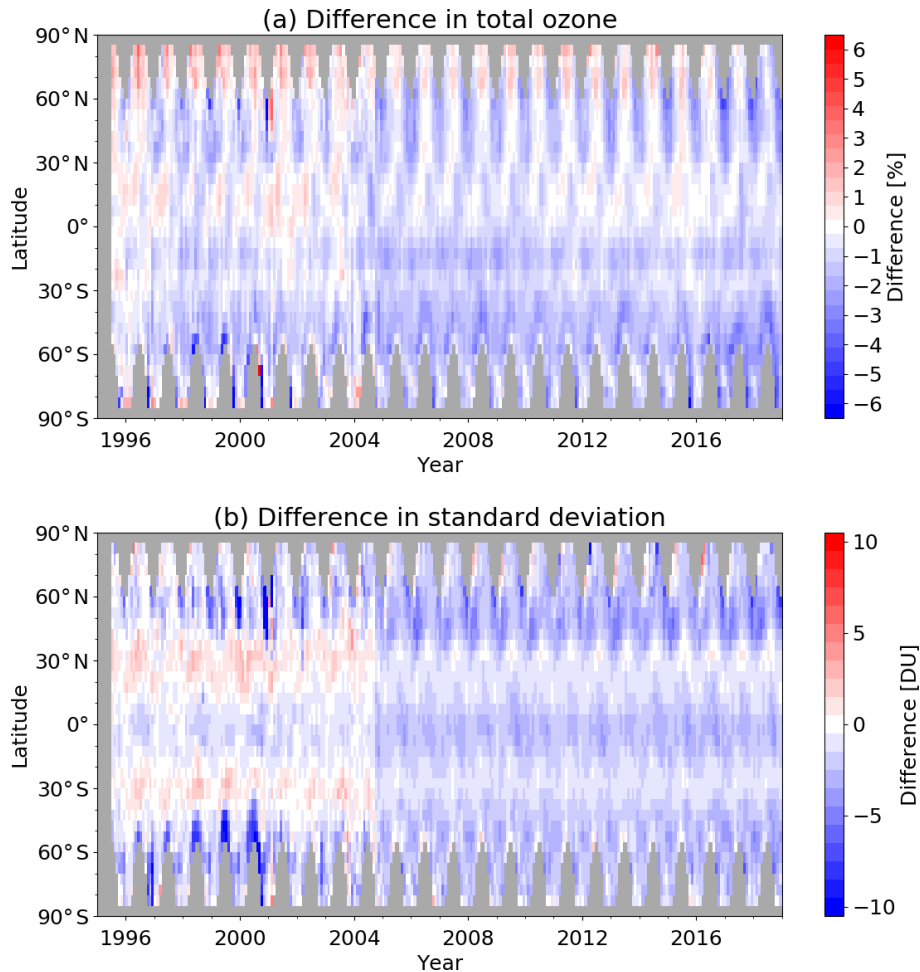 (a) Difference in total ozone
90°N
60°N
30°N
0°
30°S
60°S
90°S
Latitude
1996 2000 2004 2008 2012 2016
Year
6
5
4
3
2
1
0
−1
−2
−3
−4
−5
−6
Difference [%]
(b) Difference in standard deviation
90°N
60°N
30°N
0°
30°S
60°S
90°S
Latitude
1996 2000 2004 2008 2012 2016
Year
10
5
0
−5
−10
Difference [DU]